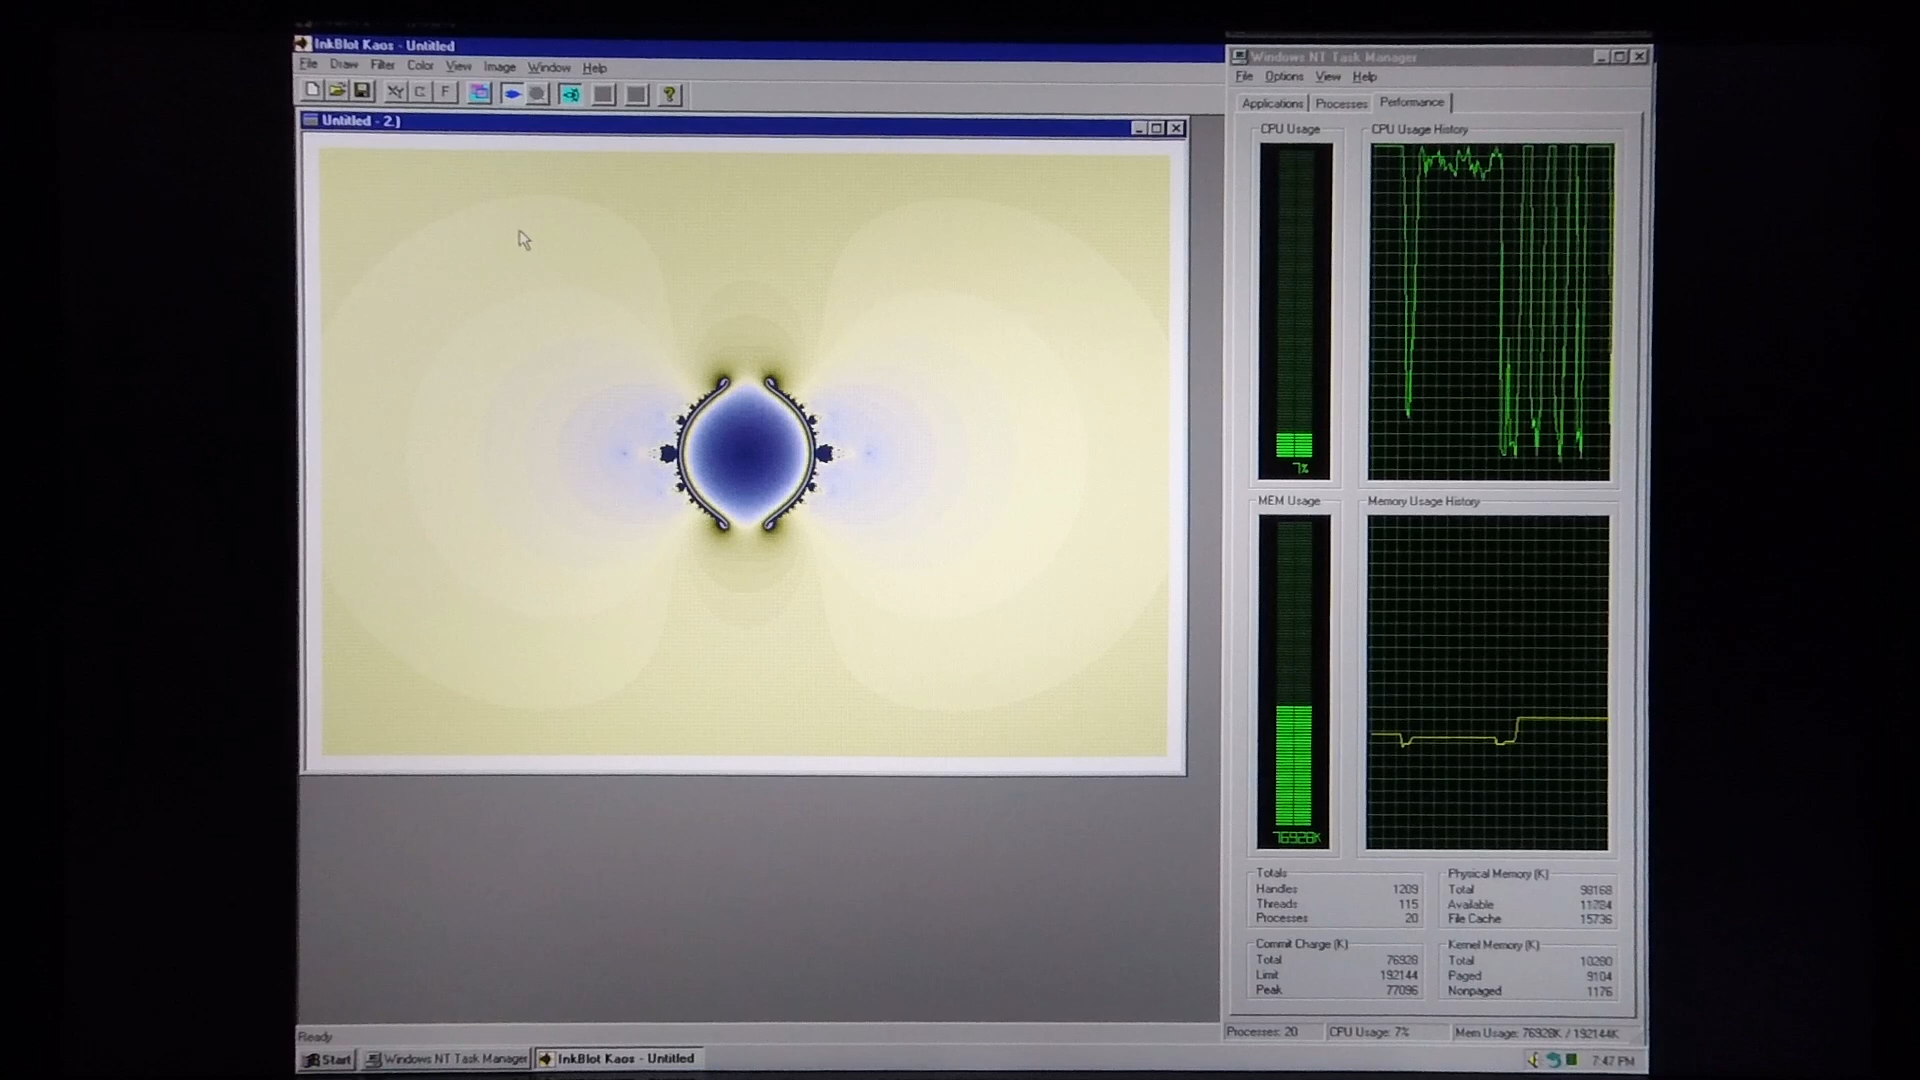 InkBlot Kaos - Untitled
File Draw Filter Color View Image Window Help
XY C F
Untitled - 2.)
Windows NT Task Manager
File Options View Help
Applications Processes Performance
CPU Usage
CPU Usage History
7%
MEM Usage
Memory Usage History
76928K
Totals
Handles 1209
Threads 115
Processes 20
Physical Memory (K)
Total 98168
Available 11284
File Cache 15736
Commit Charge (K)
Total 76928
Limit 192144
Peak 77096
Kernel Memory (K)
Total 10280
Paged 9104
Nonpaged 1176
Processes: 20 CPU Usage: 7% Mem Usage: 76928K / 192144K
Ready
Start Windows NT Task Manager InkBlot Kaos - Untitled 7:47 PM